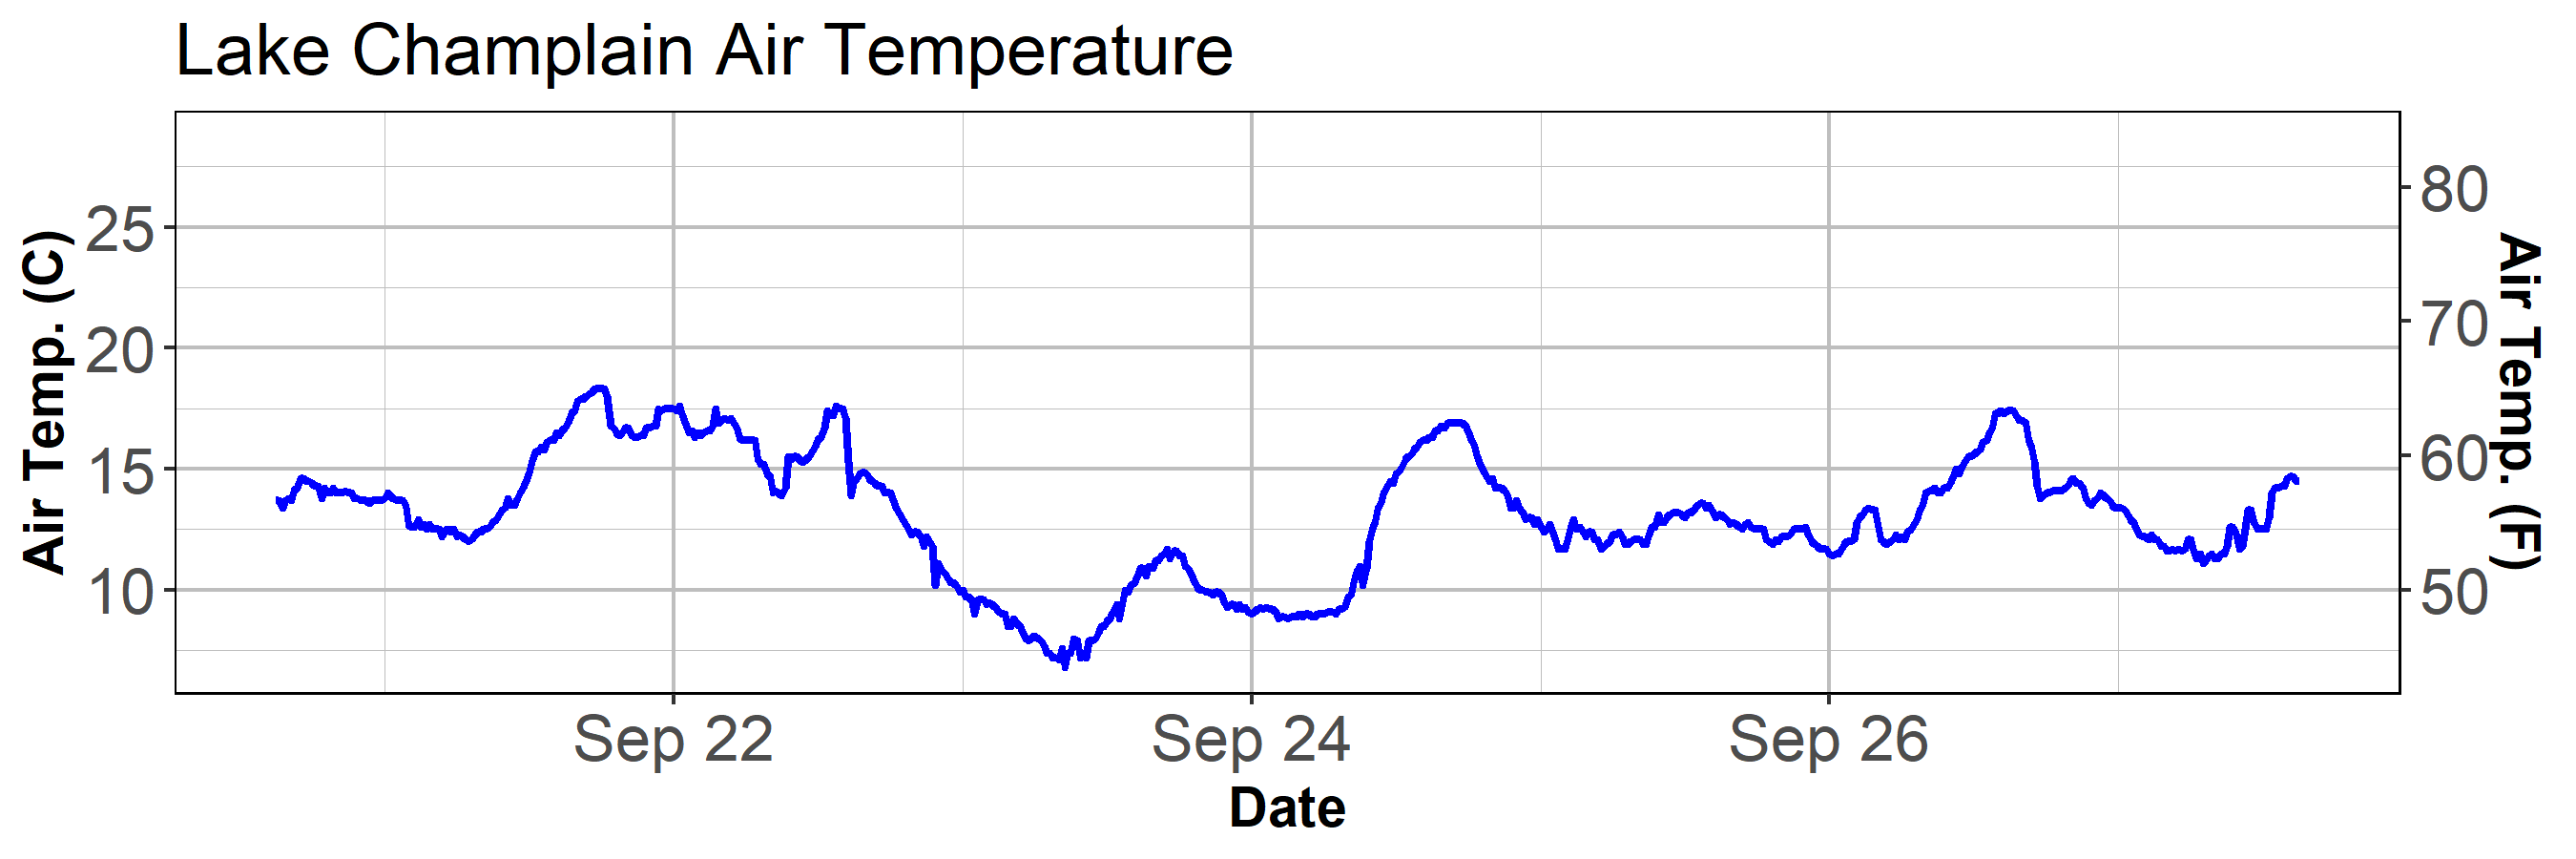 Lake Champlain Air Temperature
Air Temp. (C)
25
20
15
10
80
70
60
50
Air Temp. (F)
Sep 22
Sep 24
Sep 26
Date